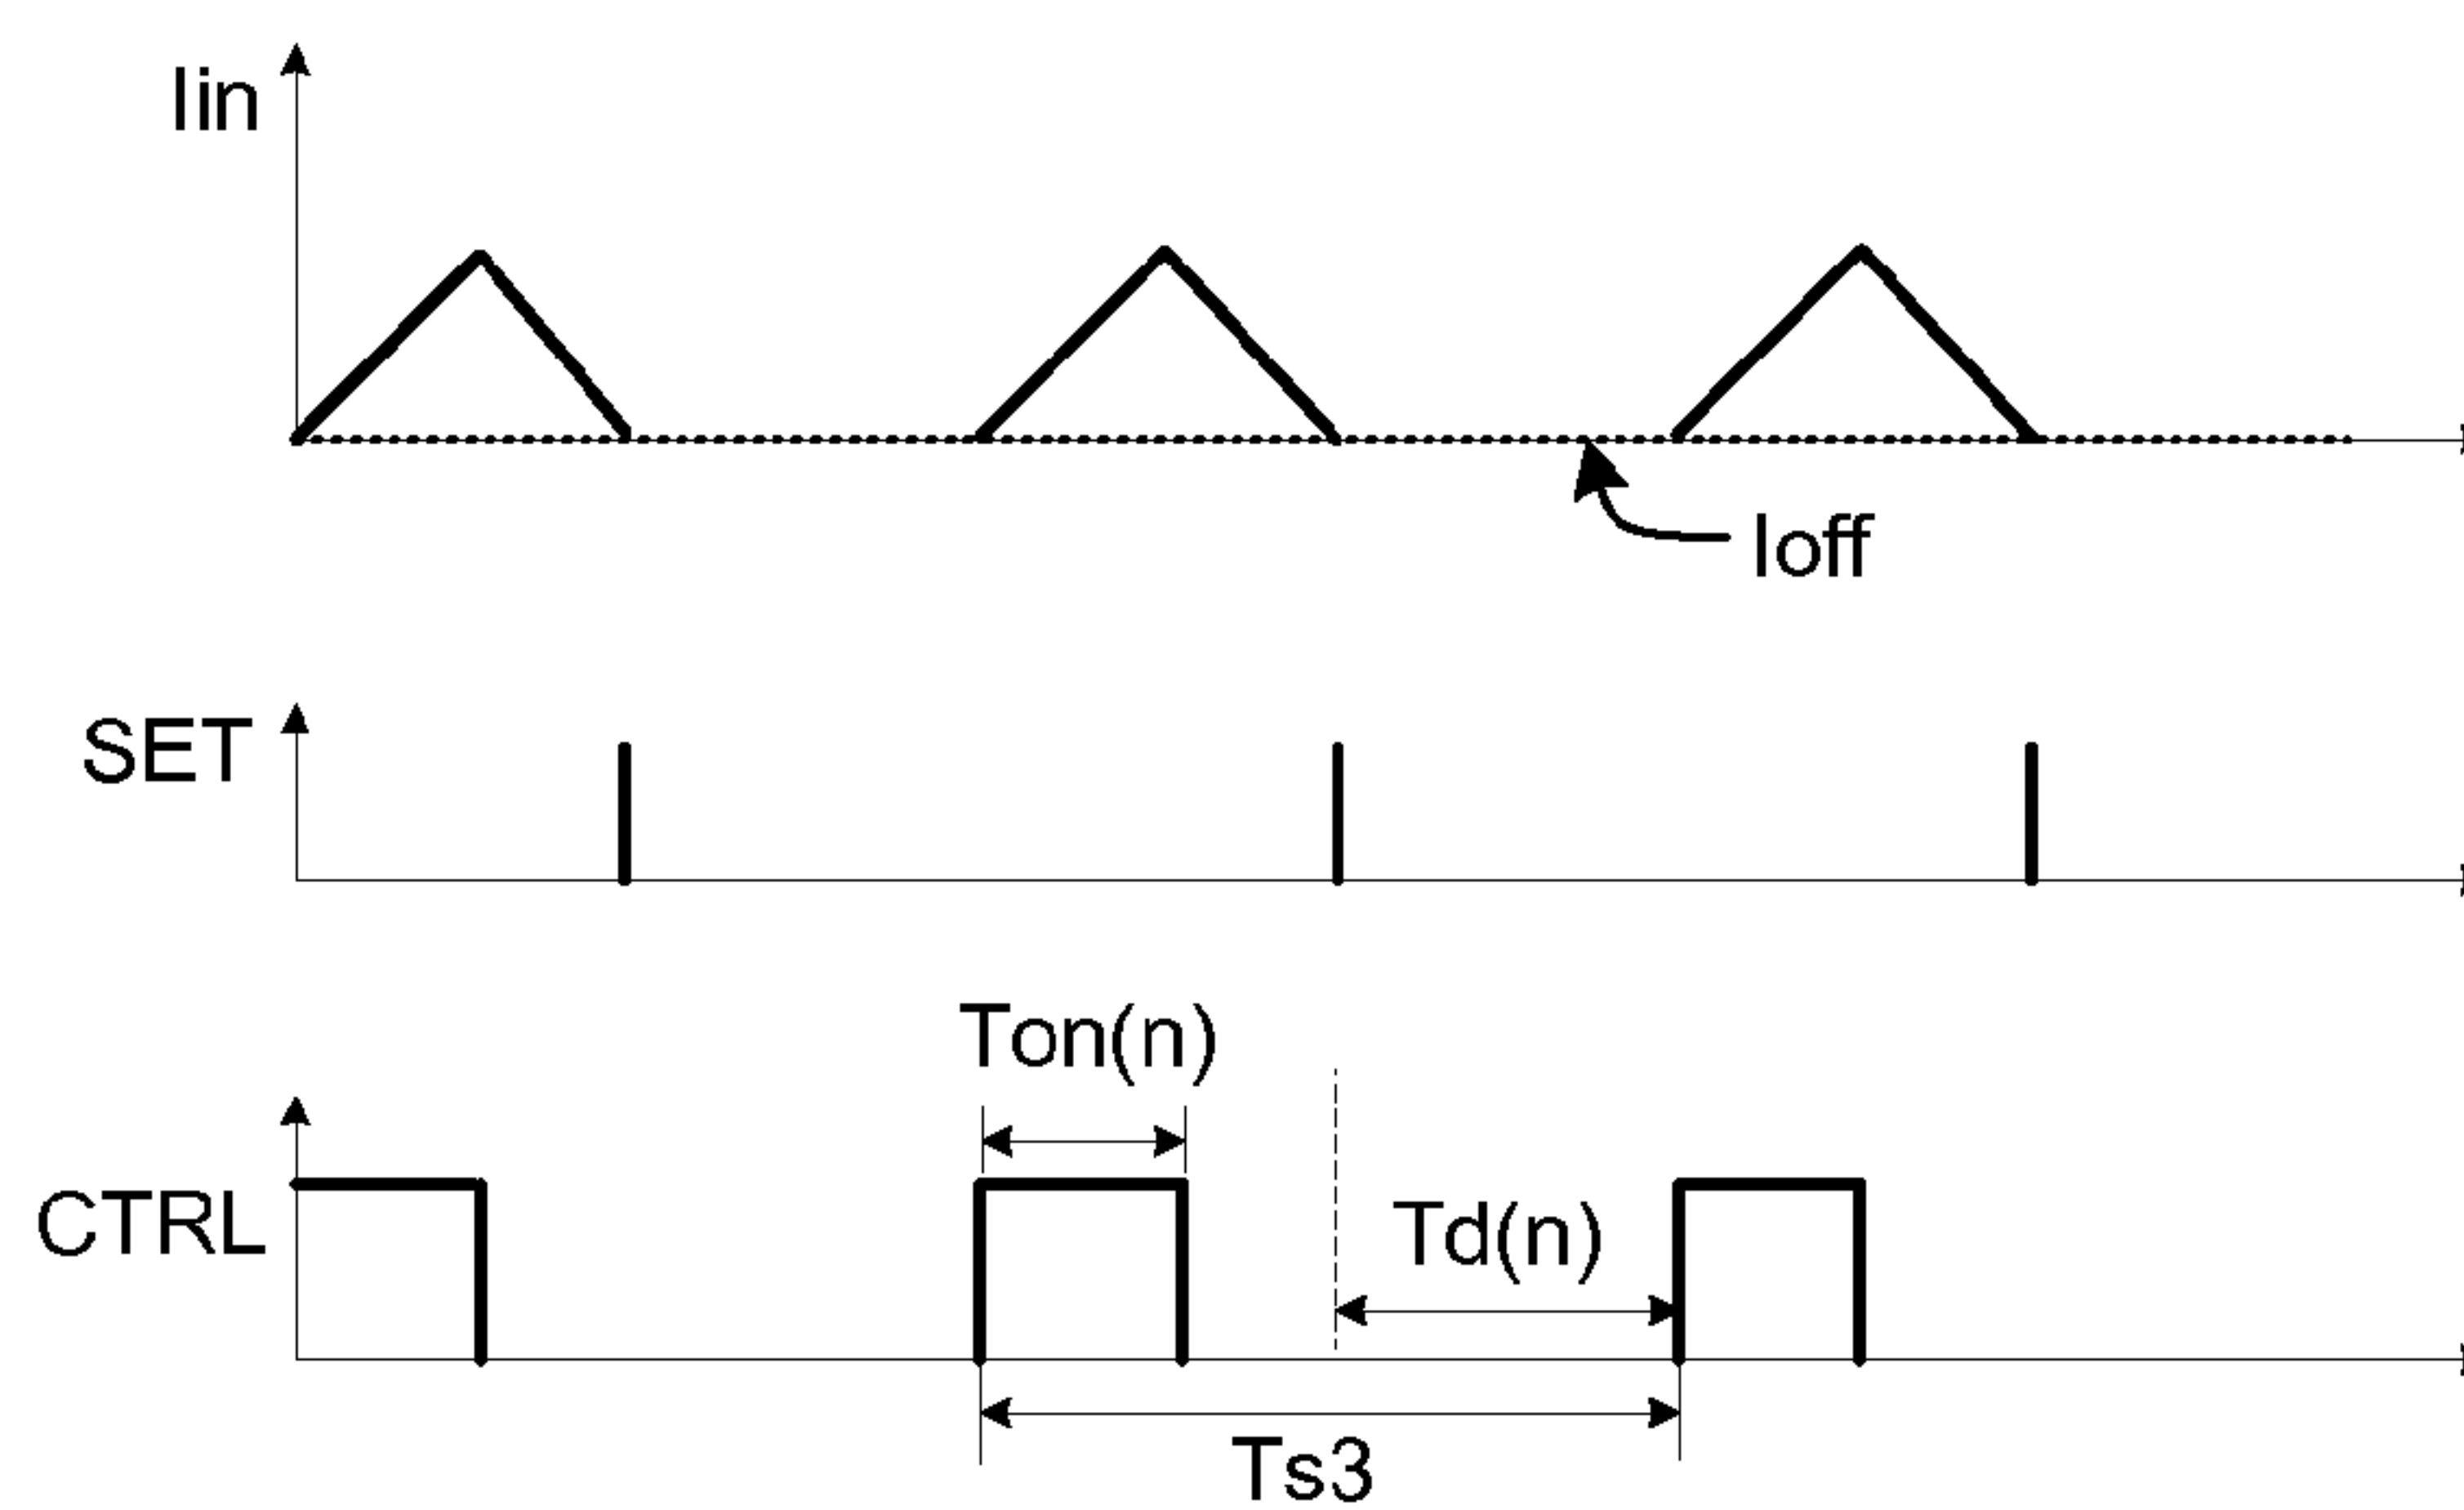 Iin
Ioff
SET
Ton(n)
CTRL
Td(n)
Ts3